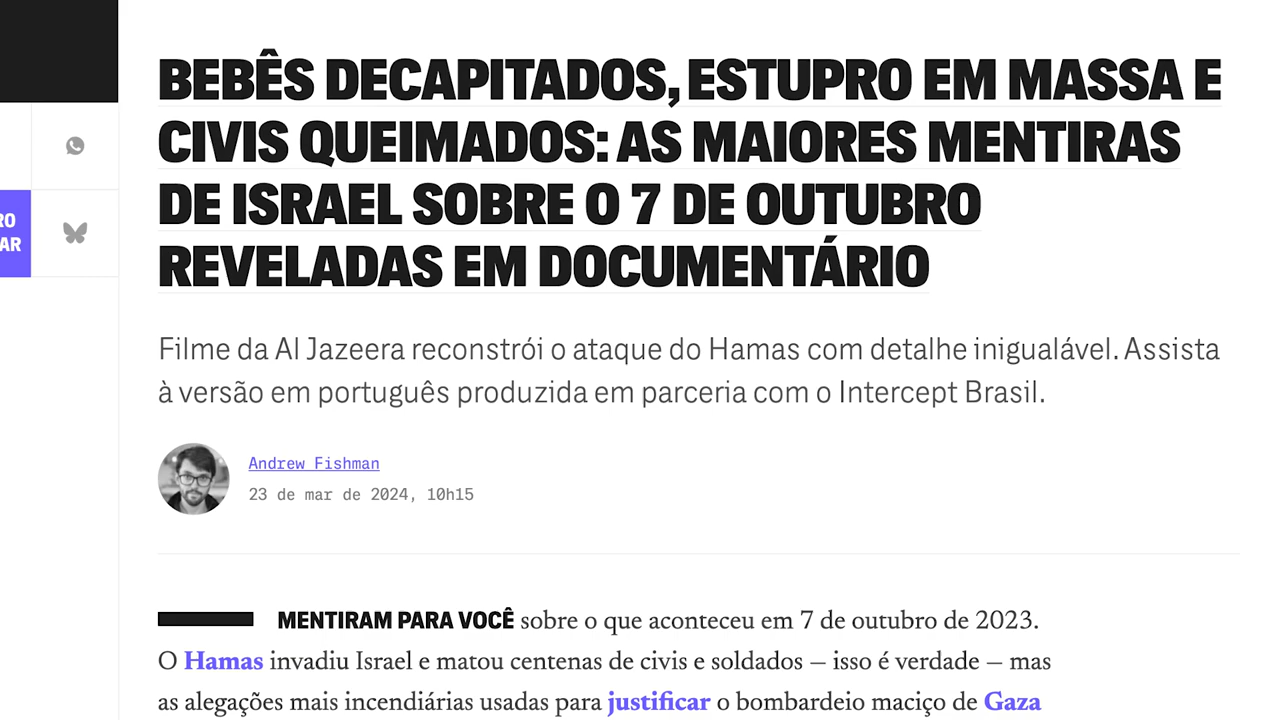 BEBÊS DECAPITADOS, ESTUPRO EM MASSA E
CIVIS QUEIMADOS: AS MAIORES MENTIRAS
DE ISRAEL SOBRE O 7 DE OUTUBRO
REVELADAS EM DOCUMENTÁRIO
RO
AR
Filme da Al Jazeera reconstrói o ataque do Hamas com detalhe inigualável. Assista
à versão em português produzida em parceria com o Intercept Brasil.
Andrew Fishman
23 de mar de 2024, 10h15
MENTIRAM PARA VOCÊ sobre o que aconteceu em 7 de outubro de 2023.
O Hamas invadiu Israel e matou centenas de civis e soldados — isso é verdade — mas
as alegações mais incendiárias usadas para justificar o bombardeio maciço de Gaza